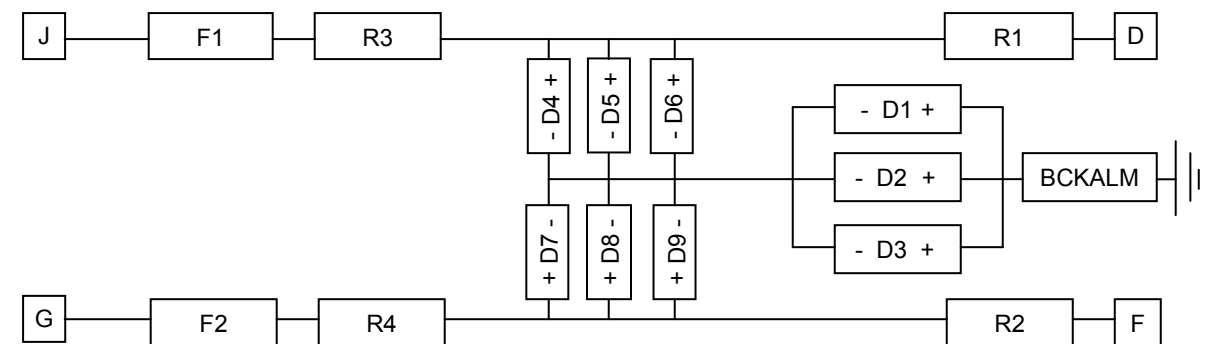 J F1 R3 R1 D
- D4 + - D5 + - D6 +
- D1 +
- D2 + BCKALM
- D3 +
+ D7 - + D8 - + D9 -
G F2 R4 R2 F